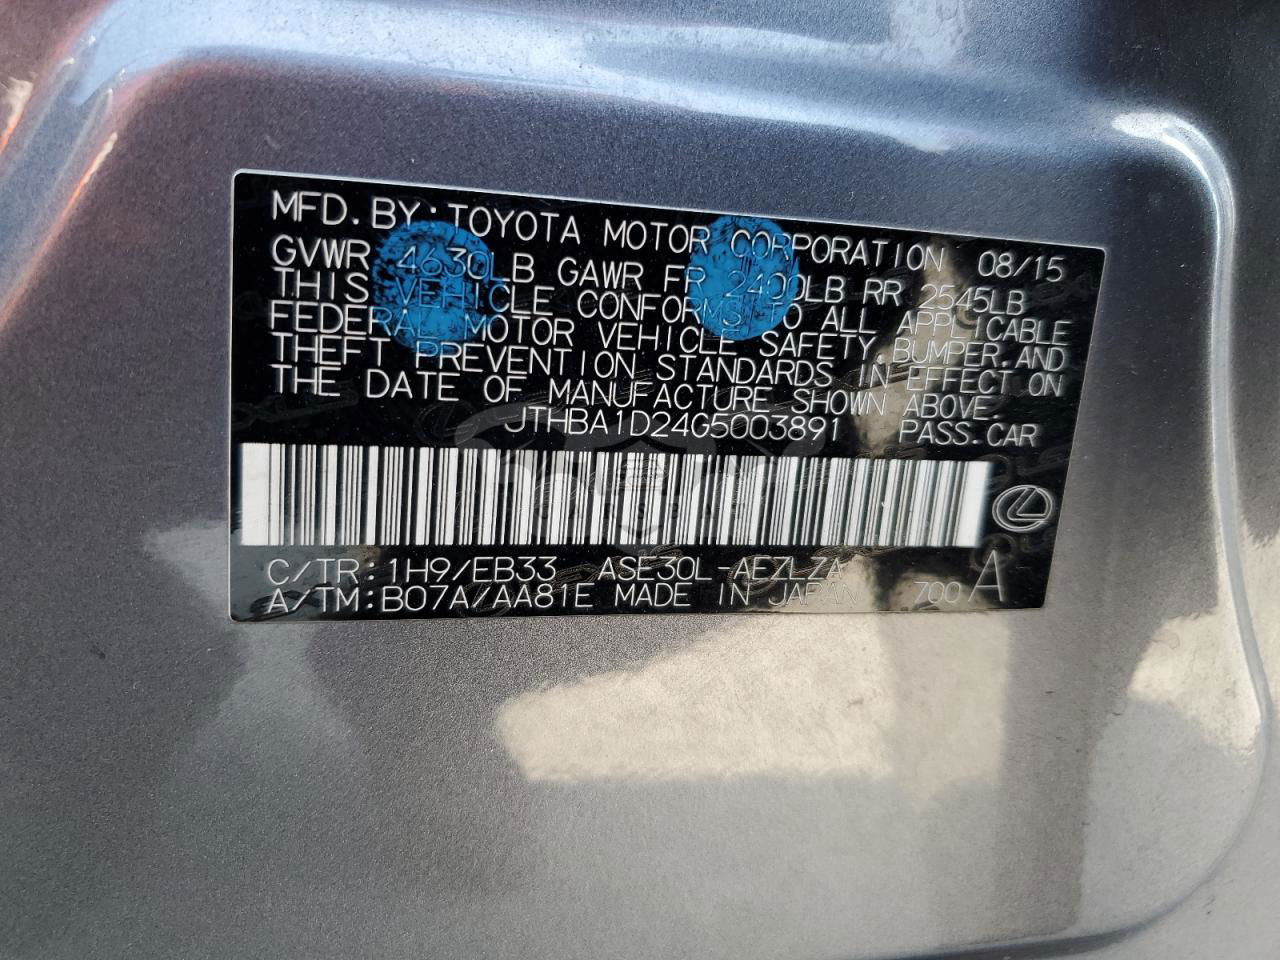 MFD.BY:TOYOTA MOTOR CORPORATION 08/15
GVWR 4630LB GAWR FR 2400LB RR 2545LB
THIS VEHICLE CONFORMS TO ALL APPLICABLE
FEDERAL MOTOR VEHICLE SAFETY,BUMPER,AND
THEFT PREVENTION STANDARDS IN EFFECT ON
THE DATE OF MANUFACTURE SHOWN ABOVE.
JTHBA1D24G5003891 PASS.CAR
C/TR:1H9/EB33 ASE30L-AEZLZA
A/TM:B07A/AA81E MADE IN JAPAN 700 A